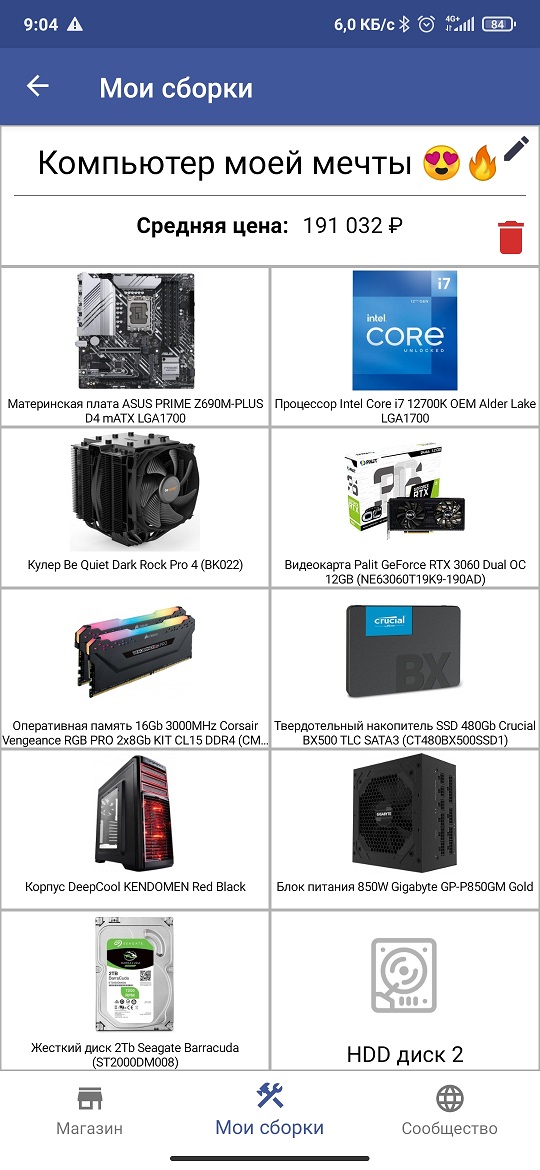 9:04 6,0 КБ/с 4G+ 84
Мои сборки
Компьютер моей мечты 😍🔥
Средняя цена: 191 032 ₽
i7
intel
CORE
UNLOCKED
Материнская плата ASUS PRIME Z690M-PLUS
D4 mATX LGA1700
Процессор Intel Core i7 12700K OEM Alder Lake
LGA1700
PALIT
GEFORCE
RTX
Кулер Be Quiet Dark Rock Pro 4 (BK022)
Видеокарта Palit GeForce RTX 3060 Dual OC
12GB (NE63060T19K9-190AD)
crucial
BX
Оперативная память 16Gb 3000MHz Corsair
Vengeance RGB PRO 2x8Gb KIT CL15 DDR4 (CM...
Твердотельный накопитель SSD 480Gb Crucial
BX500 TLC SATA3 (CT480BX500SSD1)
GIGABYTE
Корпус DeepCool KENDOMEN Red Black
Блок питания 850W Gigabyte GP-P850GM Gold
SEAGATE
2TB
BarraCuda
Жесткий диск 2Tb Seagate Barracuda
(ST2000DM008)
HDD диск 2
Магазин
Мои сборки
Сообщество